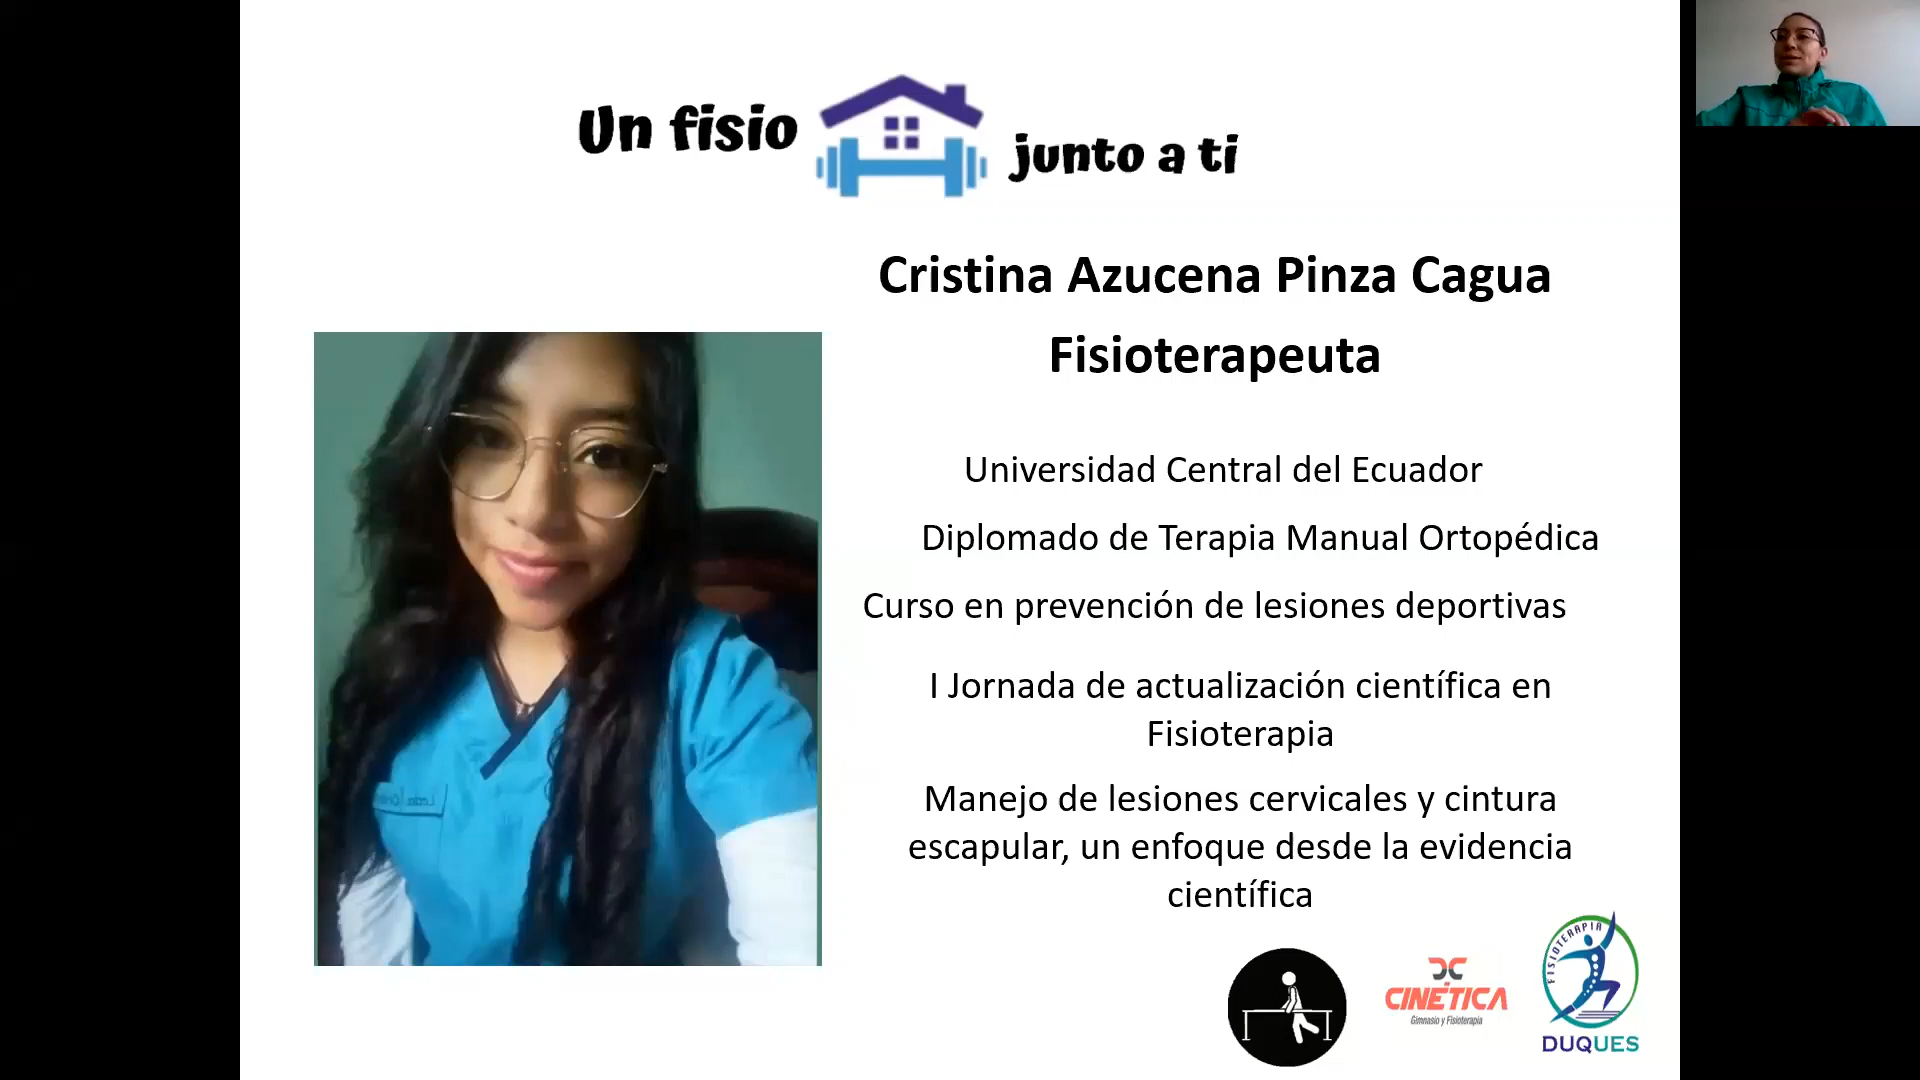 Un fisio junto a ti
Cristina Azucena Pinza Cagua
Fisioterapeuta
Universidad Central del Ecuador
Diplomado de Terapia Manual Ortopédica
Curso en prevención de lesiones deportivas
I Jornada de actualización científica en
Fisioterapia
Manejo de lesiones cervicales y cintura
escapular, un enfoque desde la evidencia
científica
CINÉTICA
Gimnasio y Fisioterapia
FISIOTERAPIA
DUQUES